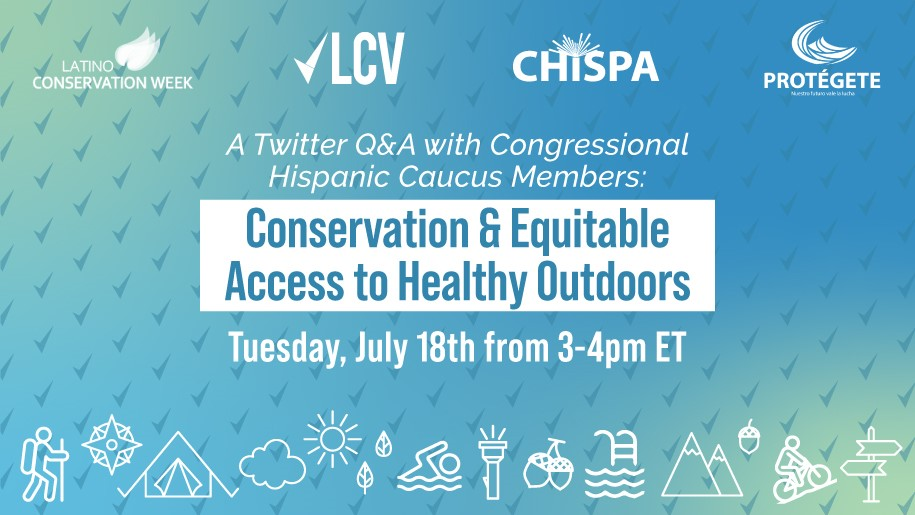 LATINO
CONSERVATION WEEK
LCV
CHISPA
PROTÉGETE
Nuestro futuro vale la lucha
A Twitter Q&A with Congressional
Hispanic Caucus Members:
Conservation & Equitable
Access to Healthy Outdoors
Tuesday, July 18th from 3-4pm ET